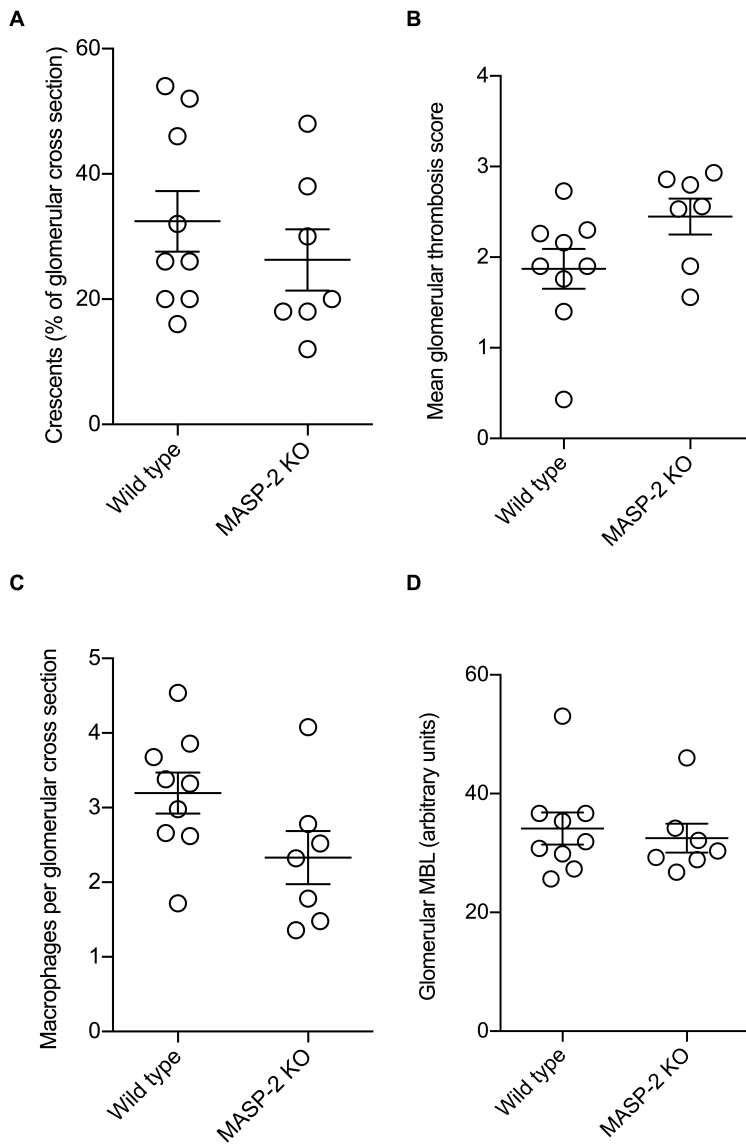 A
Crescents (% of glomerular cross section)
60
40
20
0
Wild type
MASP-2 KO
B
Mean glomerular thrombosis score
4
3
2
1
0
Wild type
MASP-2 KO
C
Macrophages per glomerular cross section
5
4
3
2
1
0
Wild type
MASP-2 KO
D
Glomerular MBL (arbitrary units)
60
40
20
0
Wild type
MASP-2 KO